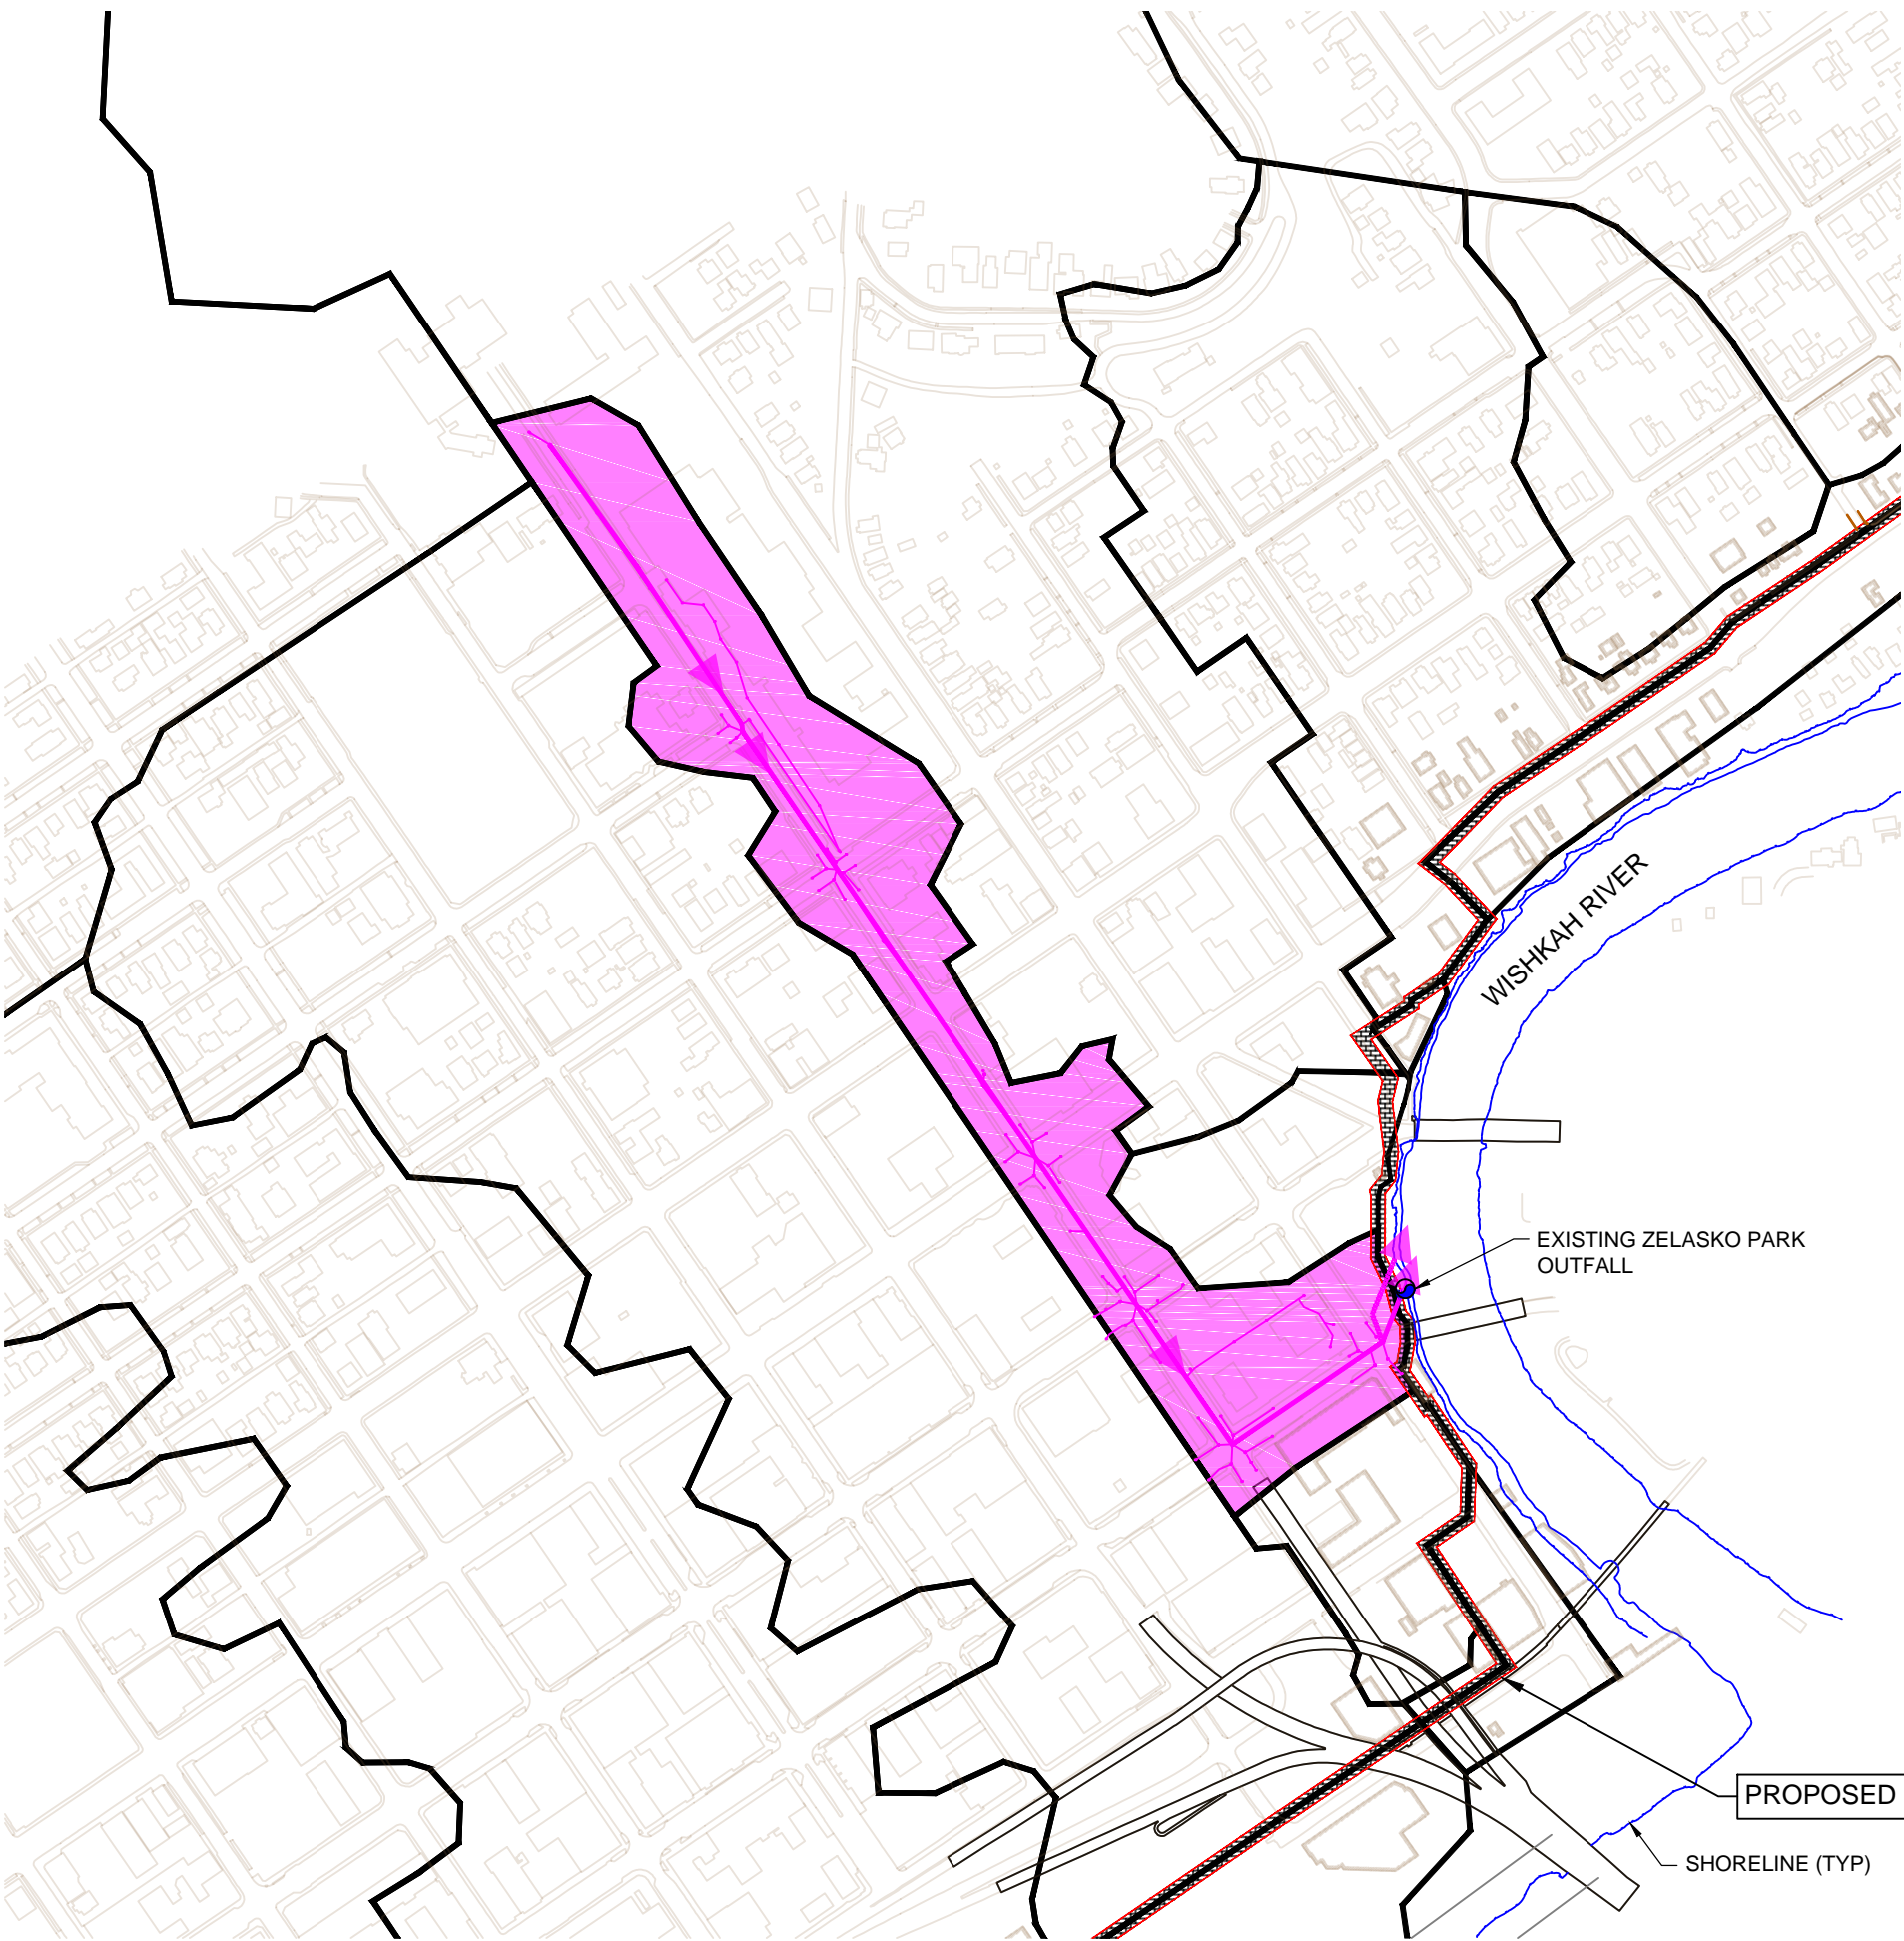 WISHKAH RIVER
EXISTING ZELASKO PARK
OUTFALL
PROPOSED
SHORELINE (TYP)